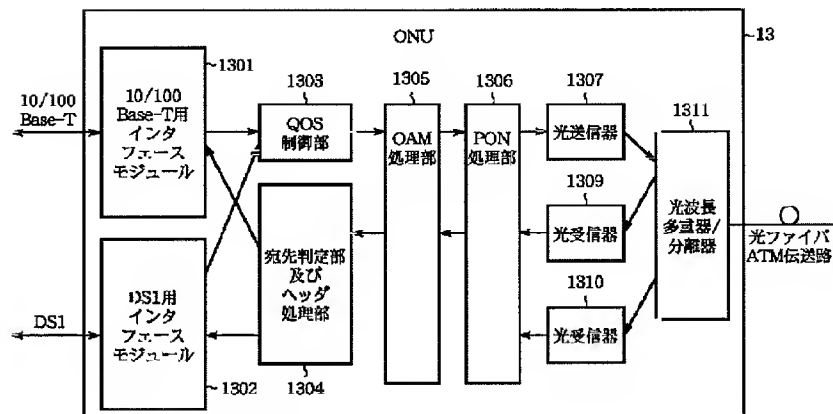 ONU
13
1301
10/100
Base-T
10/100
Base-T用
インタ
フェース
モジュール
1303
QOS
制御部
1305
OAM
処理部
1306
PON
処理部
1307
光送信器
1311
光波長
多重器/
分離器
光ファイバ
ATM伝送路
1309
光受信器
1310
光受信器
宛先判定部
及び
ヘッダ
処理部
1304
DS1
DS1用
インタ
フェース
モジュール
1302